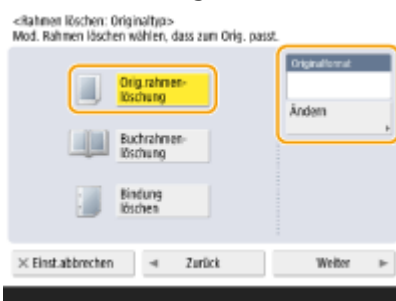 <Rahmen löschen: Originaltyp>
Mod. Rahmen löschen wählen, dass zum Orig. passt.
Originalformat
Orig.rahmen-
löschung
Ändern
Buchrahmen-
löschung
Bindung
löschen
Einst.abbrechen
Zurück
Weiter